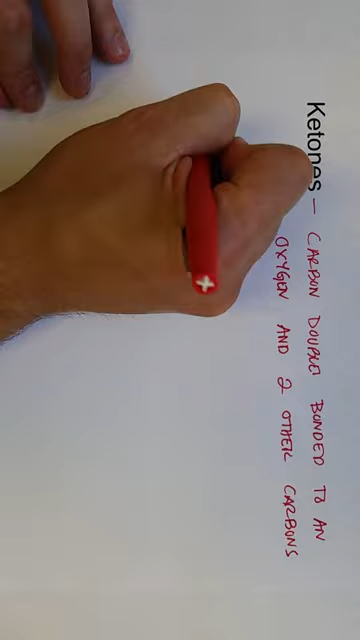 Ketones – CARBON DOUBLE BONDED TO AN
OXYGEN AND 2 OTHER CARBONS